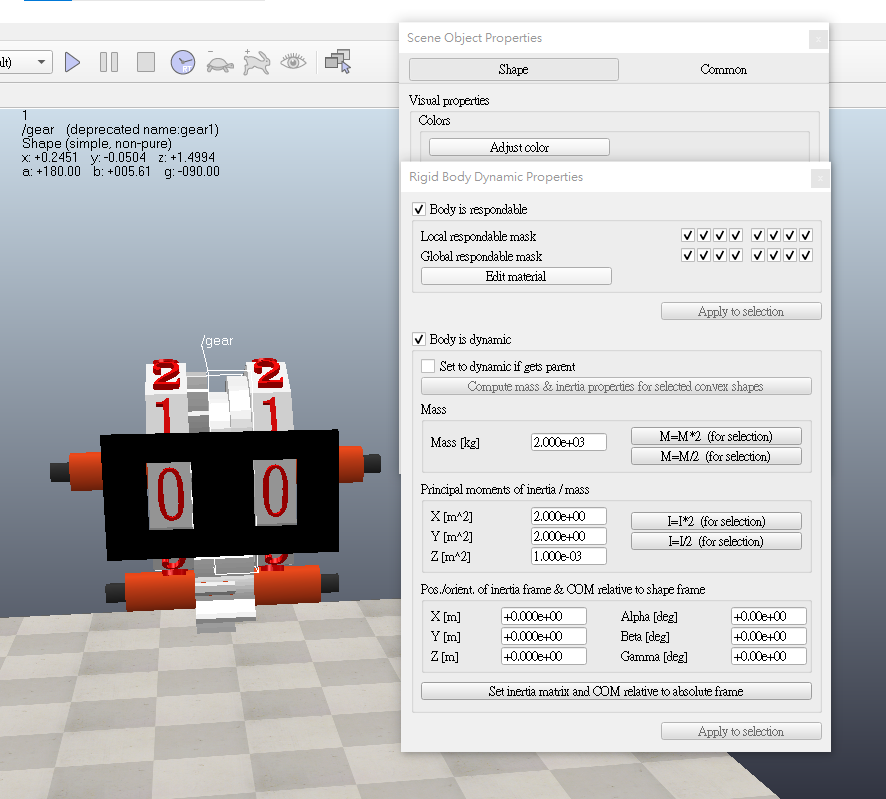 lt)
RT
Scene Object Properties
x
Shape
Common
Visual properties
Colors
Adjust color
1
/gear (deprecated name:gear1)
Shape (simple, non-pure)
x: +0.2451 y: -0.0504 z: +1.4994
a: +180.00 b: +005.61 g: -090.00
Rigid Body Dynamic Properties
x
Body is respondable
Local respondable mask
Global respondable mask
Edit material
Apply to selection
Body is dynamic
Set to dynamic if gets parent
Compute mass & inertia properties for selected convex shapes
Mass
Mass [kg] 2.000e+03 M=M*2 (for selection)
M=M/2 (for selection)
Principal moments of inertia / mass
X [m^2] 2.000e+00 I=I*2 (for selection)
Y [m^2] 2.000e+00 I=I/2 (for selection)
Z [m^2] 1.000e-03
Pos./orient. of inertia frame & COM relative to shape frame
X [m] +0.000e+00 Alpha [deg] +0.00e+00
Y [m] +0.000e+00 Beta [deg] +0.00e+00
Z [m] +0.000e+00 Gamma [deg] +0.00e+00
Set inertia matrix and COM relative to absolute frame
Apply to selection
/gear
2 2
1 1
0 0